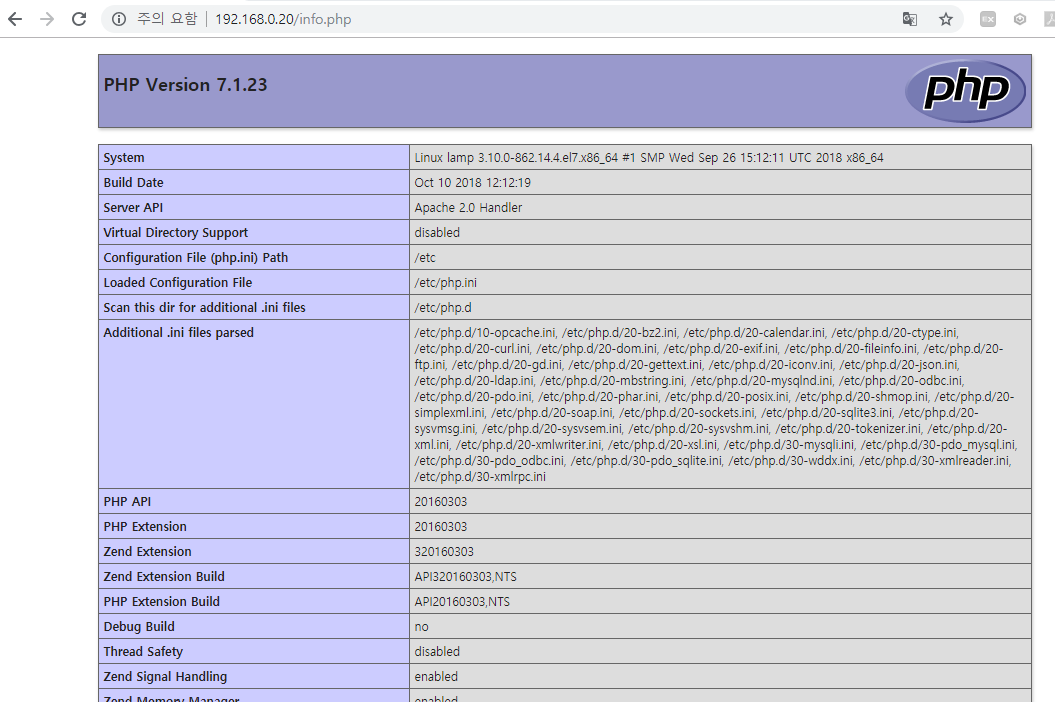 주의 요함 | 192.168.0.20/info.php
PHP Version 7.1.23
php
System Linux lamp 3.10.0-862.14.4.el7.x86_64 #1 SMP Wed Sep 26 15:12:11 UTC 2018 x86_64
Build Date Oct 10 2018 12:12:19
Server API Apache 2.0 Handler
Virtual Directory Support disabled
Configuration File (php.ini) Path /etc
Loaded Configuration File /etc/php.ini
Scan this dir for additional .ini files /etc/php.d
Additional .ini files parsed /etc/php.d/10-opcache.ini, /etc/php.d/20-bz2.ini, /etc/php.d/20-calendar.ini, /etc/php.d/20-ctype.ini,
/etc/php.d/20-curl.ini, /etc/php.d/20-dom.ini, /etc/php.d/20-exif.ini, /etc/php.d/20-fileinfo.ini, /etc/php.d/20-
ftp.ini, /etc/php.d/20-gd.ini, /etc/php.d/20-gettext.ini, /etc/php.d/20-iconv.ini, /etc/php.d/20-json.ini,
/etc/php.d/20-ldap.ini, /etc/php.d/20-mbstring.ini, /etc/php.d/20-mysqlnd.ini, /etc/php.d/20-odbc.ini,
/etc/php.d/20-pdo.ini, /etc/php.d/20-phar.ini, /etc/php.d/20-posix.ini, /etc/php.d/20-shmop.ini, /etc/php.d/20-
simplexml.ini, /etc/php.d/20-soap.ini, /etc/php.d/20-sockets.ini, /etc/php.d/20-sqlite3.ini, /etc/php.d/20-
sysvmsg.ini, /etc/php.d/20-sysvsem.ini, /etc/php.d/20-sysvshm.ini, /etc/php.d/20-tokenizer.ini, /etc/php.d/20-
xml.ini, /etc/php.d/20-xmlwriter.ini, /etc/php.d/20-xsl.ini, /etc/php.d/30-mysqli.ini, /etc/php.d/30-pdo_mysql.ini,
/etc/php.d/30-pdo_odbc.ini, /etc/php.d/30-pdo_sqlite.ini, /etc/php.d/30-wddx.ini, /etc/php.d/30-xmlreader.ini,
/etc/php.d/30-xmlrpc.ini
PHP API 20160303
PHP Extension 20160303
Zend Extension 320160303
Zend Extension Build API320160303,NTS
PHP Extension Build API20160303,NTS
Debug Build no
Thread Safety disabled
Zend Signal Handling enabled
Zend Memory Manager enabled